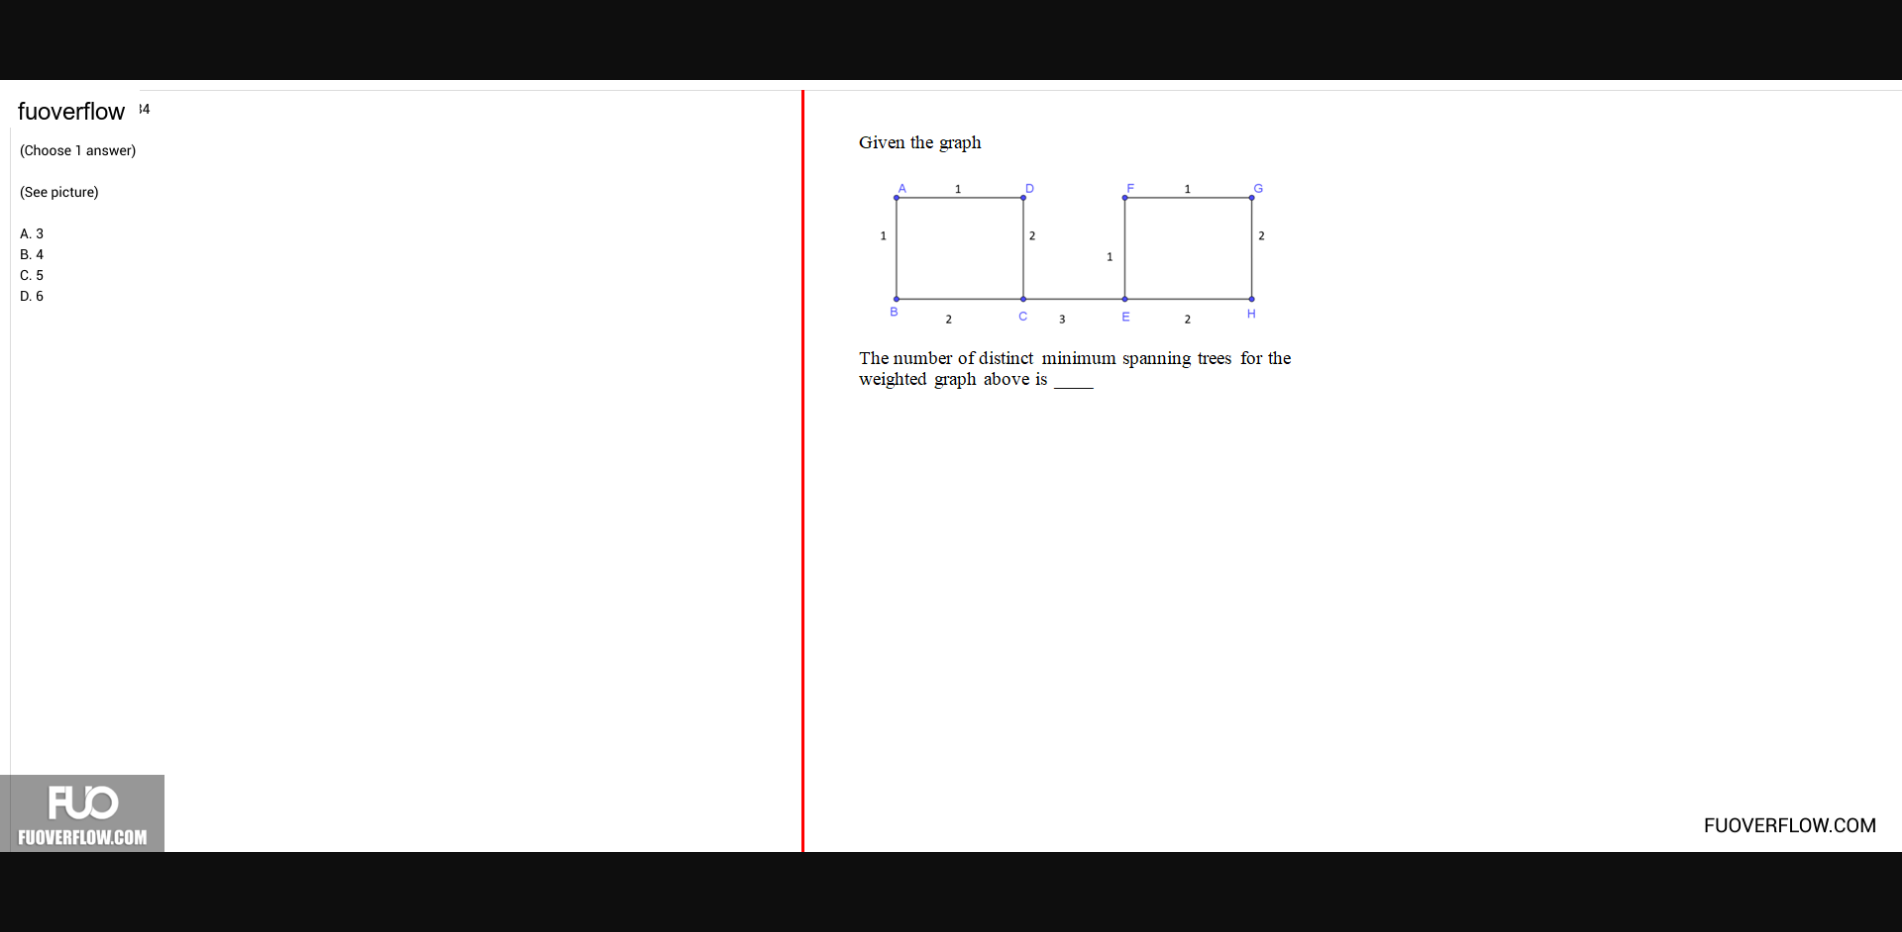 fuoverflow 34
(Choose 1 answer)
(See picture)
A. 3
B. 4
C. 5
D. 6
Given the graph
A 1 D F 1 G
1 2 1 2
B 2 C 3 E 2 H
The number of distinct minimum spanning trees for the
weighted graph above is ____
FUO
FUOVERFLOW.COM
FUOVERFLOW.COM